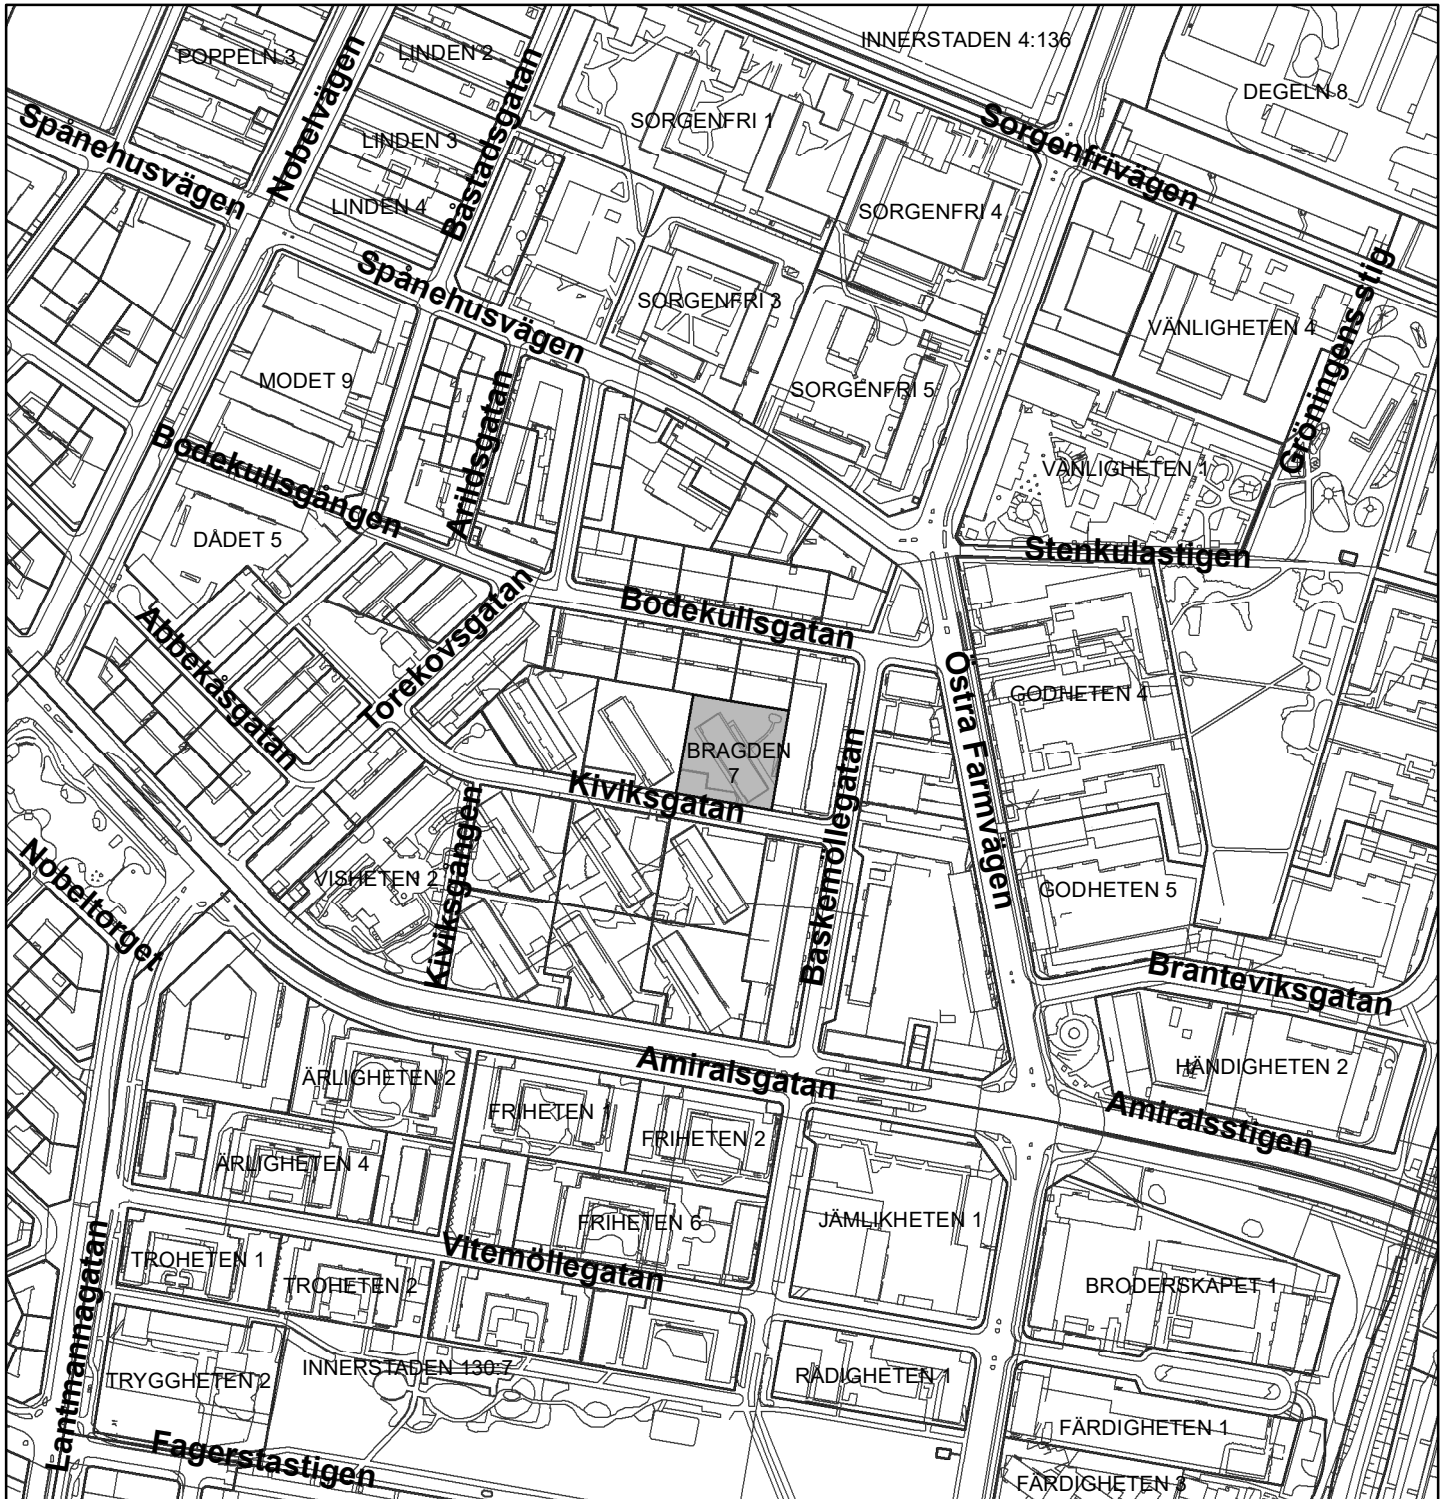 INNERSTADEN 4:136
POPPELN 3
LINDEN 2
DEGELN 8
Nobelvägen
Båstadsgatan
SORGENFRI 1
Sorgenfrivägen
Spånehusvägen
LINDEN 3
LINDEN 4
SORGENFRI 4
Spånehusvägen
SORGENFRI 3
VÄNLIGHETEN 4
Gröningens stig
MODET 9
SORGENFRI 5
Arildsgatan
Bodekullsgången
VÄNLIGHETEN 1
DÅDET 5
Stenkulastigen
Bodekullsgatan
Abbekåsgatan
Torekovsgatan
Östra Farmvägen
GODHETEN 4
BRAGDEN
7
Kiviksgatan
Baskemöllegatan
Kiviksgången
VISHETEN 2
GODHETEN 5
Nobeltorget
Branteviksgatan
Amiralsgatan
ÄRLIGHETEN 2
HÄNDIGHETEN 2
FRIHETEN 1
Amiralsstigen
FRIHETEN 2
ÄRLIGHETEN 4
FRIHETEN 6
JÄMLIKHETEN 1
Vitemöllegatan
TROHETEN 1
TROHETEN 2
BRODERSKAPET 1
Lantmannagatan
INNERSTADEN 130:7
TRYGGHETEN 2
RÅDIGHETEN 1
FÄRDIGHETEN 1
Fagerstastigen
FÄRDIGHETEN 3